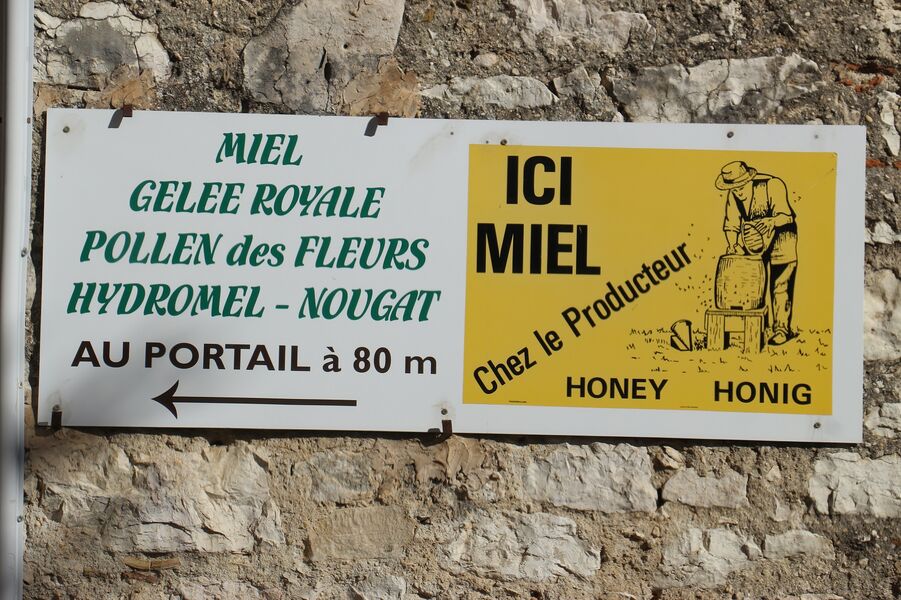 MIEL
GELEE ROYALE
POLLEN des FLEURS
HYDROMEL - NOUGAT
AU PORTAIL à 80 m
ICI
MIEL
Chez le Producteur
HONEY HONIG